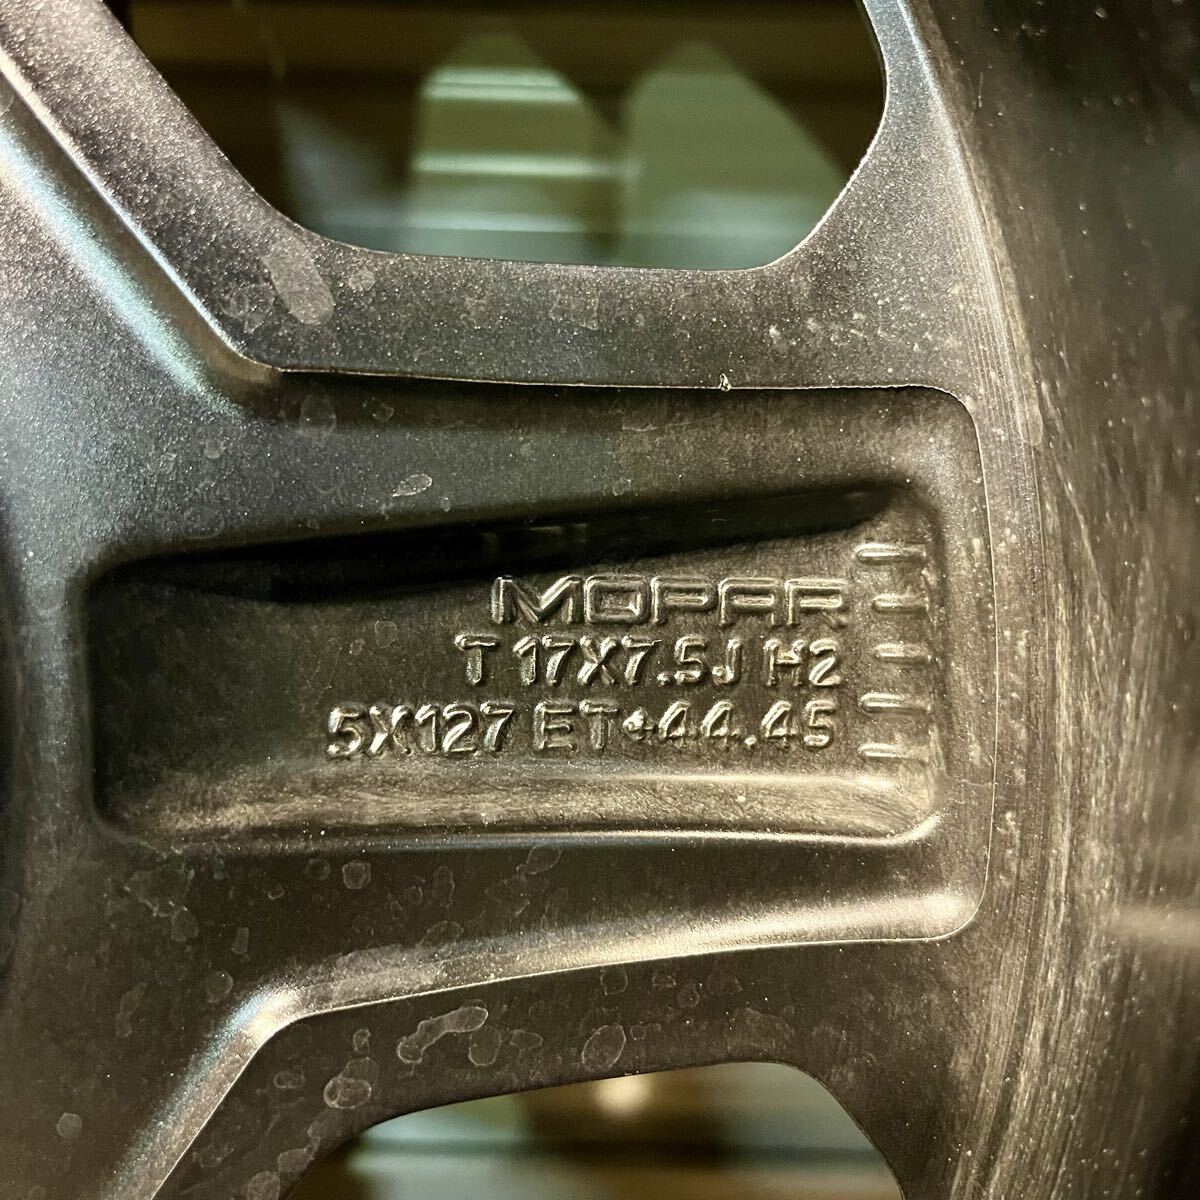 MOPAR
T 17X7.5J H2
5X127 ET+44.45